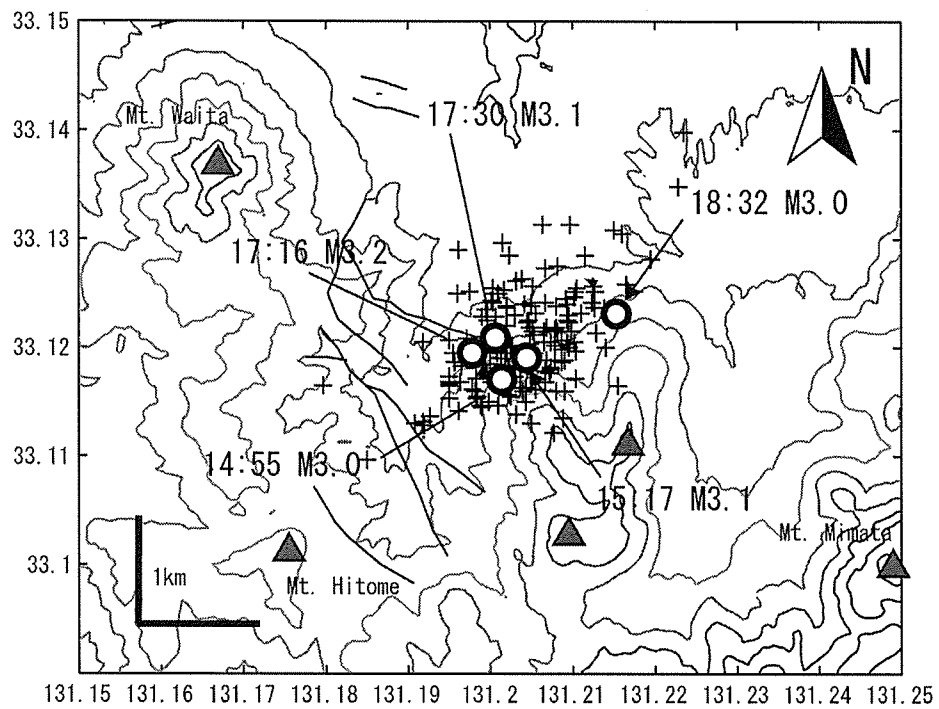 33.15
33.14
33.13
33.12
33.11
33.1
N
Mt. Waita
17:30 M3.1
18:32 M3.0
17:16 M3.2
14:55 M3.0
15:17 M3.1
Mt. Mimata
1km
Mt. Hitome
131.15 131.16 131.17 131.18 131.19 131.2 131.21 131.22 131.23 131.24 131.25